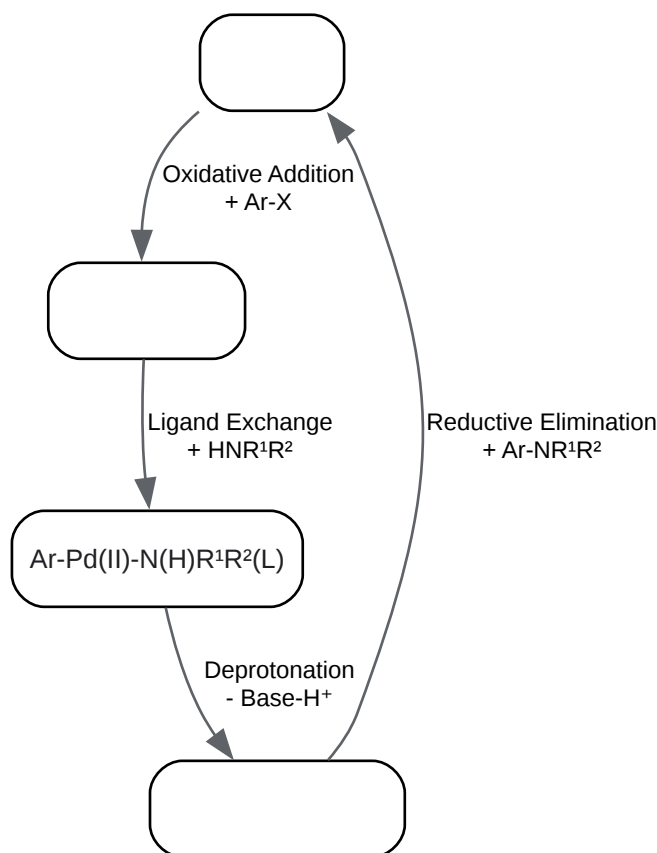 Oxidative Addition
+ Ar-X
Ligand Exchange
+ HNR¹R²
Reductive Elimination
+ Ar-NR¹R²
Ar-Pd(II)-N(H)R¹R²(L)
Deprotonation
- Base-H⁺